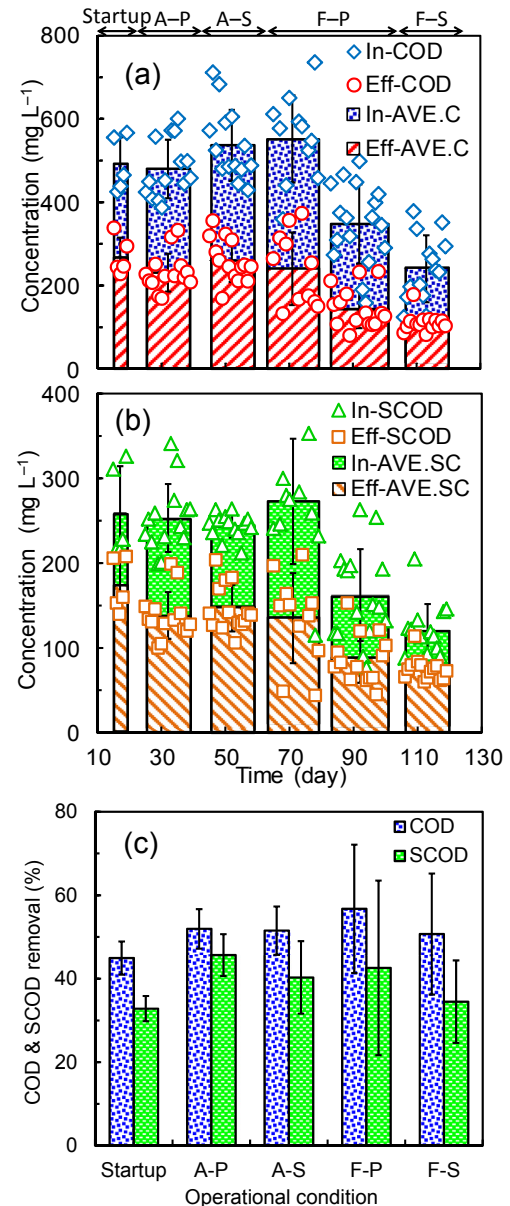 Startup A–P A–S F–P F–S
800
(a)
In-COD
Eff-COD
In-AVE.C
Eff-AVE.C
600
400
200
0
Concentration (mg L⁻¹)
400
(b)
In-SCOD
Eff-SCOD
In-AVE.SC
Eff-AVE.SC
300
200
100
0
Concentration (mg L⁻¹)
10 30 50 70 90 110 130
Time (day)
80
(c)
COD
SCOD
60
40
20
0
COD & SCOD removal (%)
Startup A-P A-S F-P F-S
Operational condition